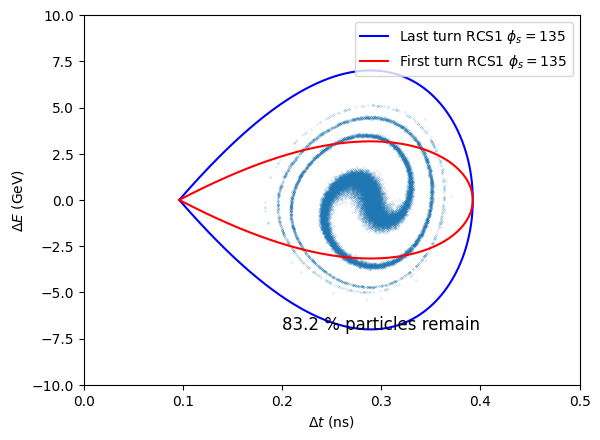 Last turn RCS1 ϕs = 135
First turn RCS1 ϕs = 135
10.0
7.5
5.0
2.5
0.0
−2.5
−5.0
−7.5
−10.0
ΔE (GeV)
83.2 % particles remain
0.0 0.1 0.2 0.3 0.4 0.5
Δt (ns)